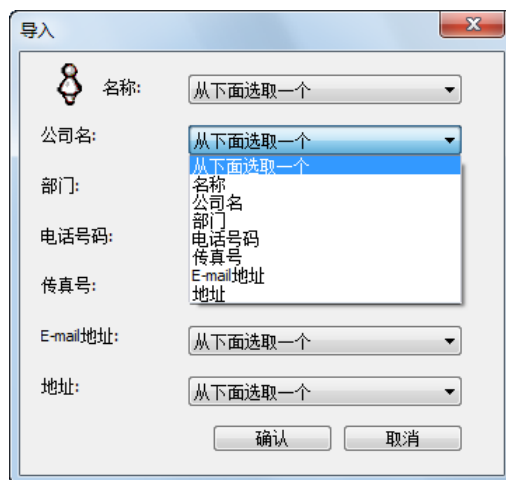 导入
名称:
从下面选取一个
公司名:
从下面选取一个
从下面选取一个
名称
公司名
部门
电话号码
传真号
E-mail地址
地址
部门:
电话号码:
传真号:
E-mail地址:
从下面选取一个
地址:
从下面选取一个
确认
取消